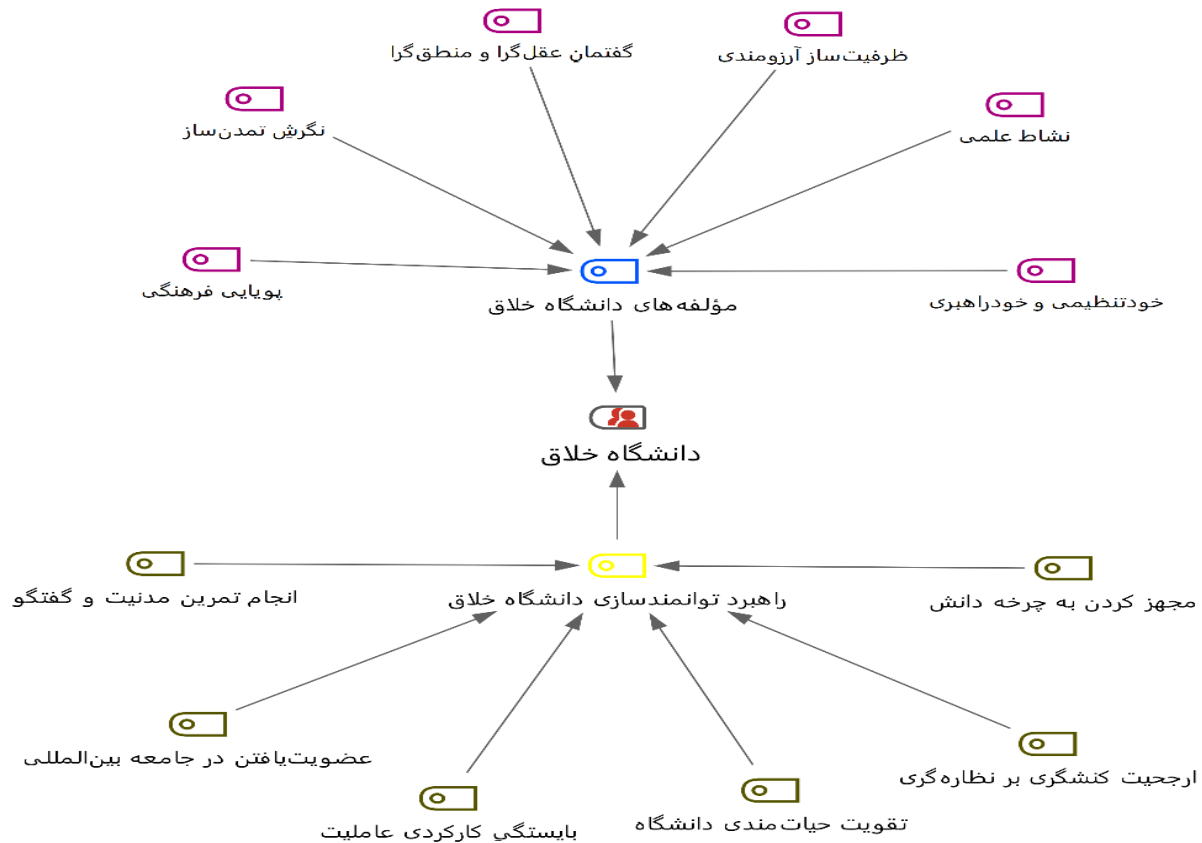 گفتمانِ عقل‌گرا و منطق‌گرا
ظرفیت‌ساز آرزومندی
نگرشِ تمدن‌ساز
نشاط علمی
پویایی فرهنگی
خودتنظیمی و خودراهبری
مؤلفه‌های دانشگاه خلاق
دانشگاه خلاق
انجام تمرین مدنیت و گفتگو
راهبرد توانمندسازی دانشگاه خلاق
مجهز کردن به چرخه دانش
عضویت‌یافتن در جامعه بین‌المللی
ارجحیت کنشگری بر نظاره‌گری
بایستگیِ کارکردی عاملیت
تقویت حیات‌مندی دانشگاه